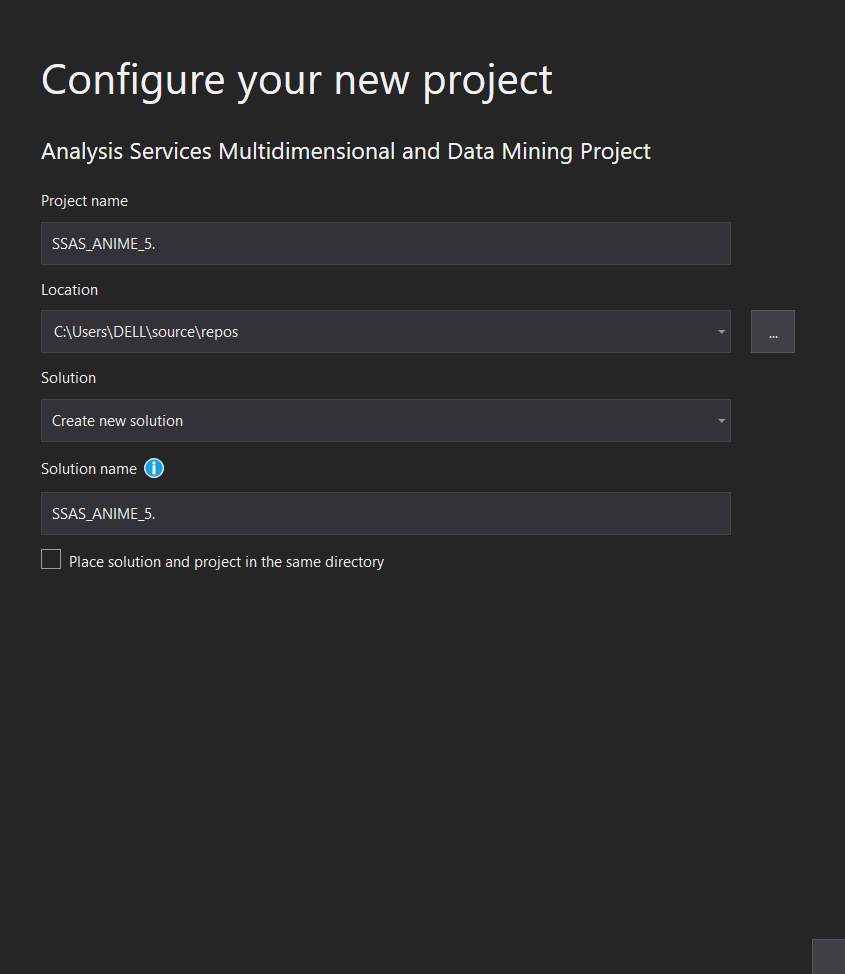 Configure your new project
Analysis Services Multidimensional and Data Mining Project
Project name
SSAS_ANIME_5.
Location
C:\Users\DELL\source\repos
...
Solution
Create new solution
Solution name
SSAS_ANIME_5.
Place solution and project in the same directory